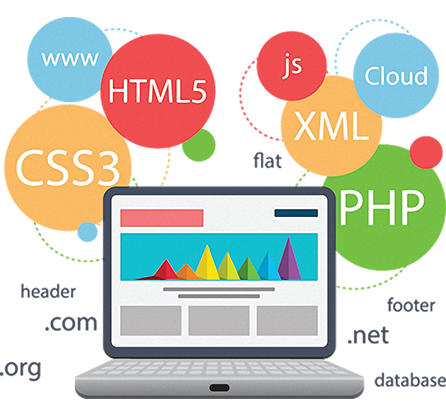 www
HTML5
js
Cloud
XML
CSS3
flat
PHP
header
.com
footer
.net
.org
database